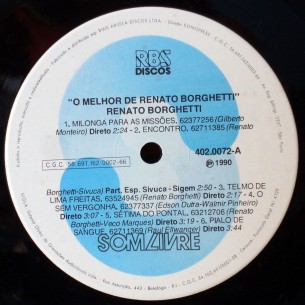 RBS
DISCOS
"O MELHOR DE RENATO BORGHETTI"
RENATO BORGHETTI
1. MILONGA PARA AS MISSÕES, 62377256 (Gilberto
Monteiro) Direto 2:24 - 2. ENCONTRO, 62711385 (Renato
402.0072-A
℗ 1990
Borghetti-Sivuca) Part. Esp. Sivuca - Sigem 2:50 - 3. TELMO DE
LIMA FREITAS, 63524945 (Renato Borghetti) Direto 2:17 - 4. O
SEM VERGONHA, 62377337 (Edson Dutra-Walmir Pinheiro)
Direto 3:07 - 5. SÉTIMA DO PONTAL, 63212706 (Renato
Borghetti-Veco Marques) Direto 3:19 - 6. PIALO DE
SANGUE, (Raul Ellwanger) Direto 3:44
SOM LIVRE